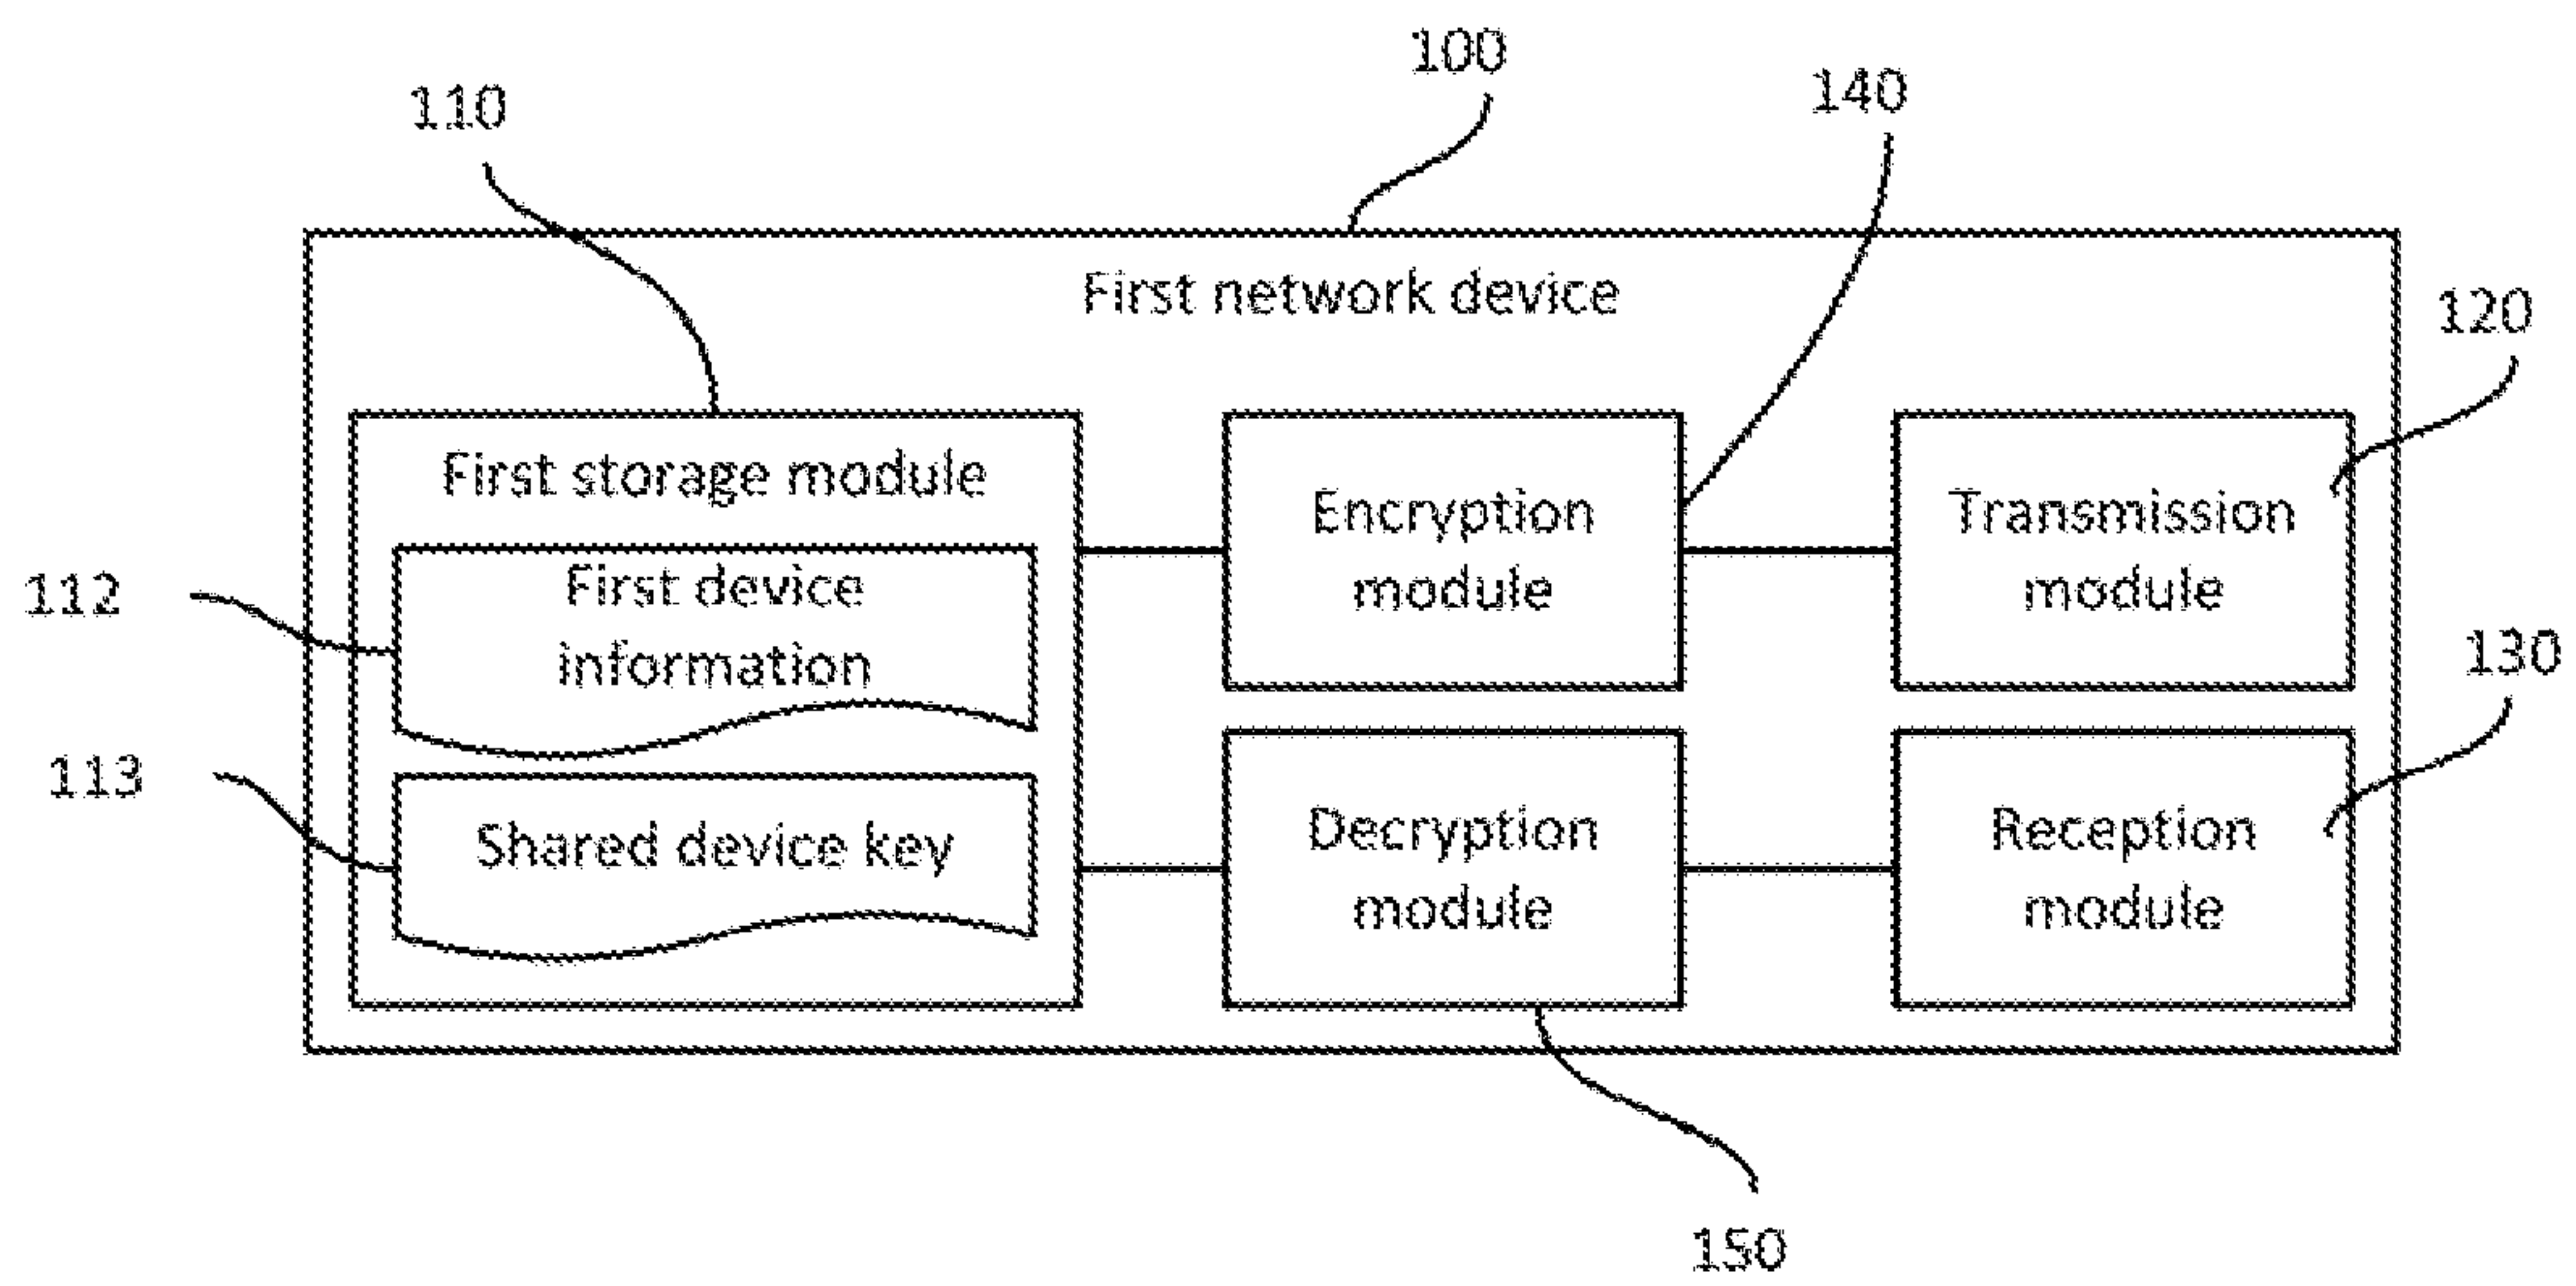 100
140
110
First network device
120
First storage module
Encryption
module
Transmission
module
112
First device
information
130
113
Shared device key
Decryption
module
Reception
module
150